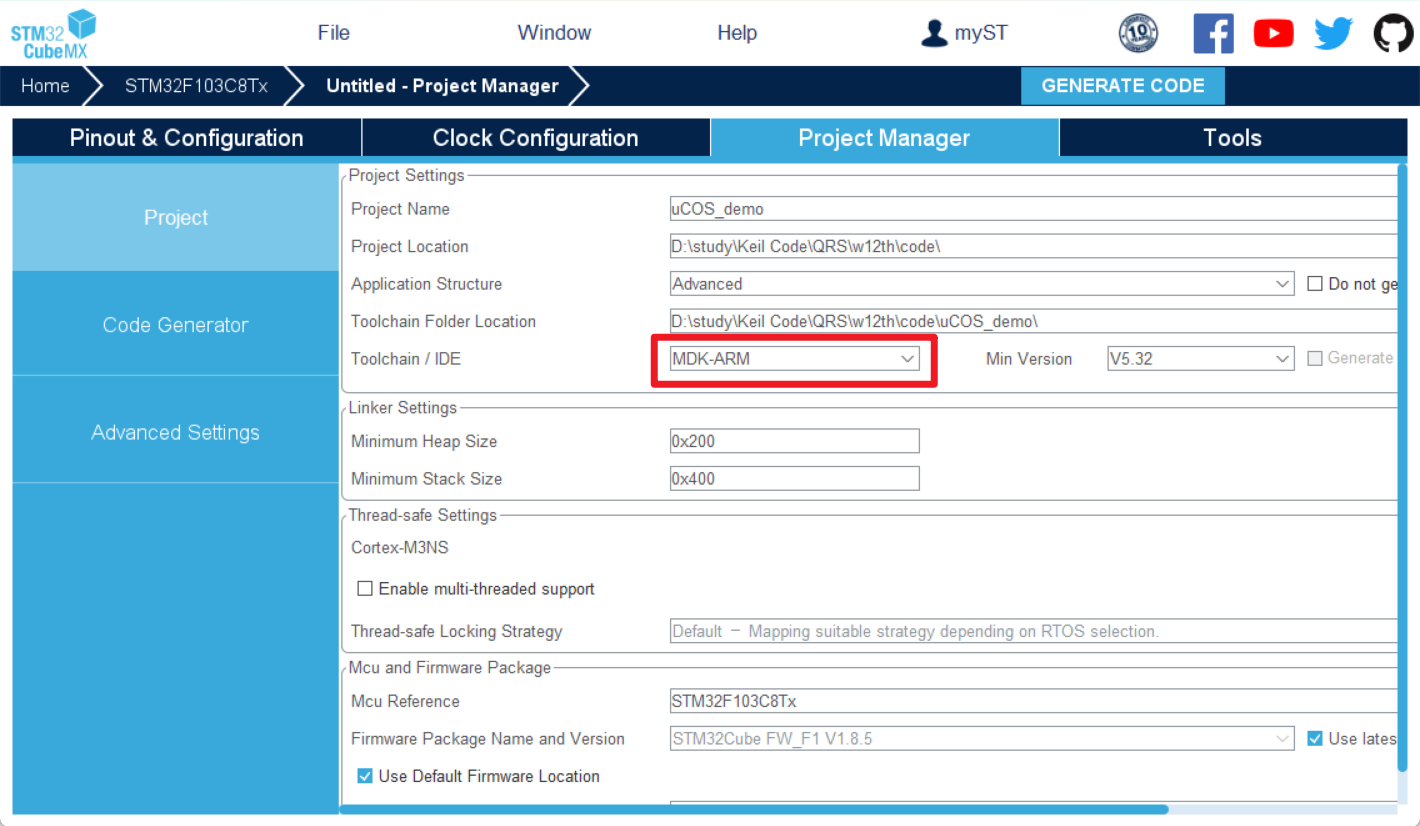 STM32
CubeMX
File
Window
Help
myST
10
Home
STM32F103C8Tx
Untitled - Project Manager
GENERATE CODE
Pinout & Configuration
Clock Configuration
Project Manager
Tools
Project
Code Generator
Advanced Settings
Project Settings
Project Name
uCOS_demo
Project Location
D:\study\Keil Code\QRS\w12th\code\
Application Structure
Advanced
Do not ge
Toolchain Folder Location
D:\study\Keil Code\QRS\w12th\code\uCOS_demo\
Toolchain / IDE
MDK-ARM
Min Version
V5.32
Generate
Linker Settings
Minimum Heap Size
0x200
Minimum Stack Size
0x400
Thread-safe Settings
Cortex-M3NS
Enable multi-threaded support
Thread-safe Locking Strategy
Default － Mapping suitable strategy depending on RTOS selection.
Mcu and Firmware Package
Mcu Reference
STM32F103C8Tx
Firmware Package Name and Version
STM32Cube FW_F1 V1.8.5
Use lates
Use Default Firmware Location